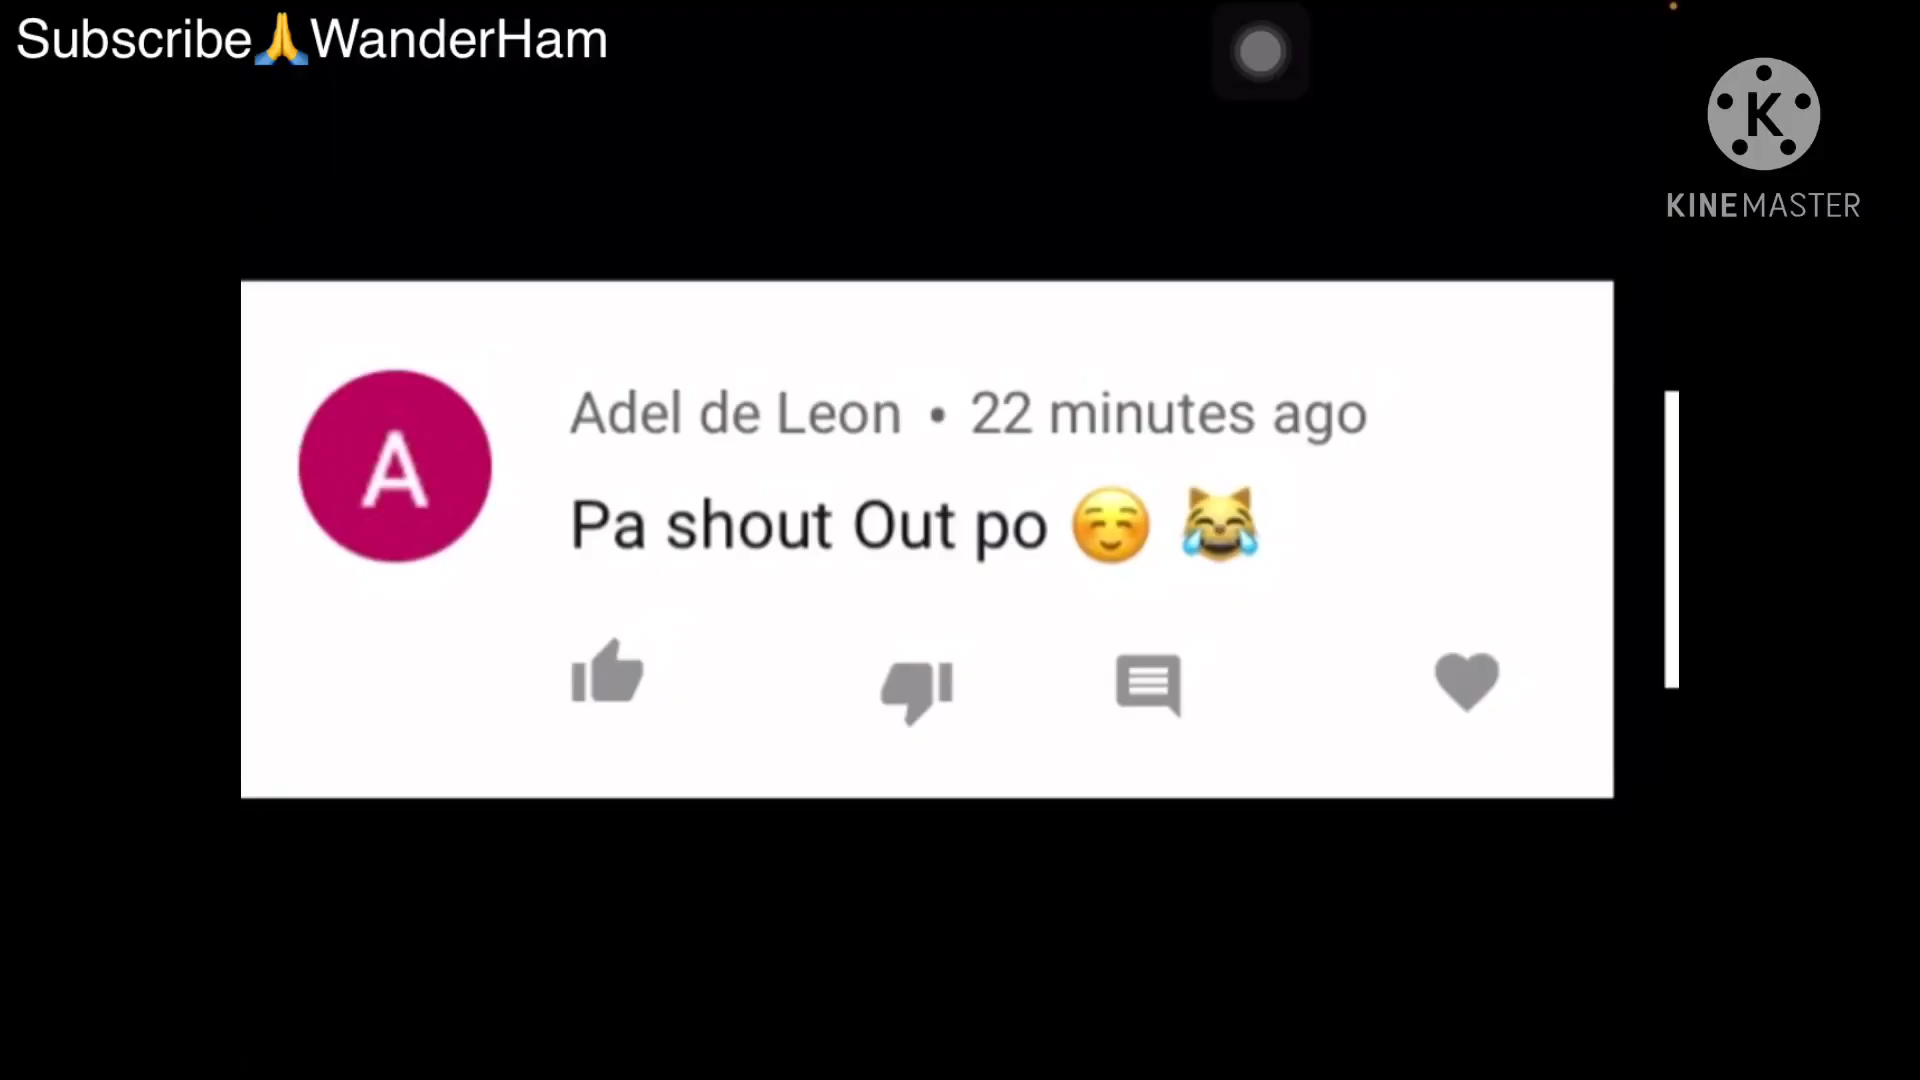 Subscribe🙏WanderHam
K
KINEMASTER
A
Adel de Leon • 22 minutes ago
Pa shout Out po ☺️ 😹